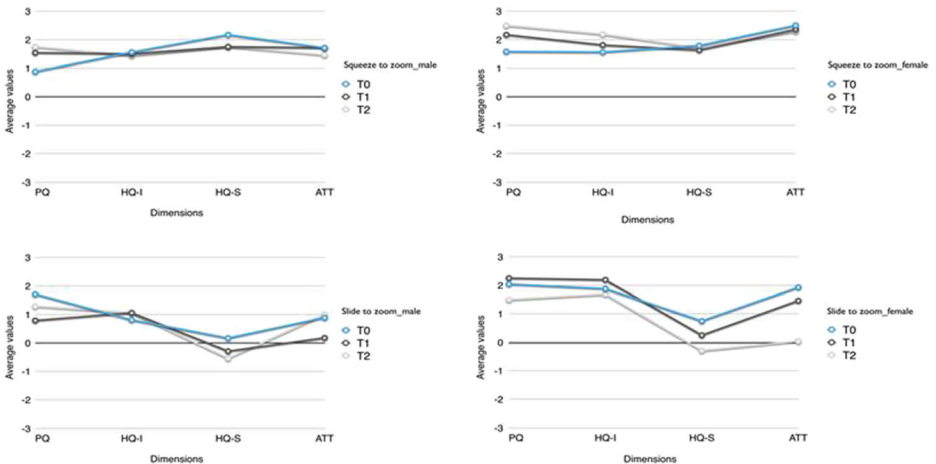 3
2
1
0
-1
-2
-3
Average values
PQ HQ-I HQ-S ATT
Dimensions
Squeeze to zoom_male
T0
T1
T2
3
2
1
0
-1
-2
-3
Average values
PQ HQ-I HQ-S ATT
Dimensions
Squeeze to zoom_female
T0
T1
T2
3
2
1
0
-1
-2
-3
Average values
PQ HQ-I HQ-S ATT
Dimensions
Slide to zoom_male
T0
T1
T2
3
2
1
0
-1
-2
-3
Average values
PQ HQ-I HQ-S ATT
Dimensions
Slide to zoom_female
T0
T1
T2